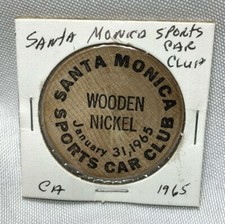 Santa Monica Sports
Car
Club
SANTA MONICA
WOODEN
NICKEL
January 31, 1965
SPORTS CAR CLUB
CA
1965